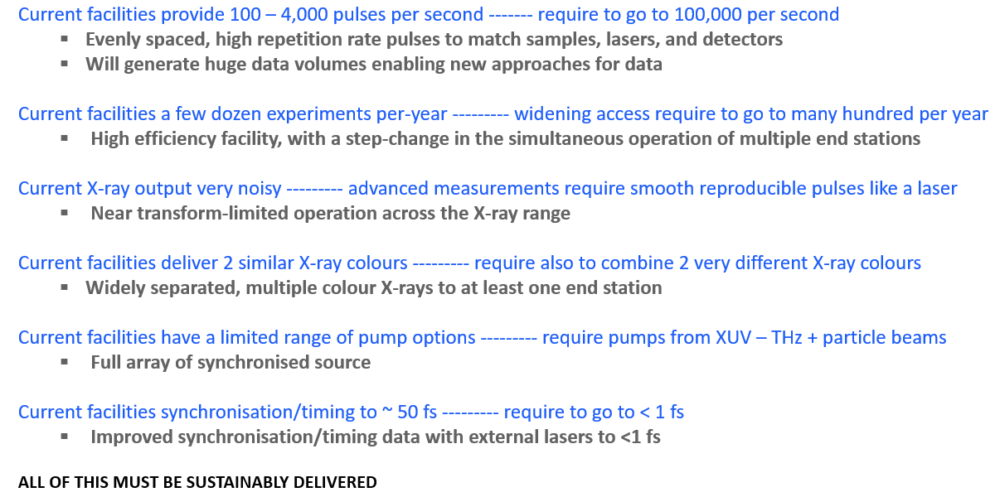 Current facilities provide 100 – 4,000 pulses per second ------- require to go to 100,000 per second
▪ Evenly spaced, high repetition rate pulses to match samples, lasers, and detectors
▪ Will generate huge data volumes enabling new approaches for data
Current facilities a few dozen experiments per-year --------- widening access require to go to many hundred per year
▪ High efficiency facility, with a step-change in the simultaneous operation of multiple end stations
Current X-ray output very noisy --------- advanced measurements require smooth reproducible pulses like a laser
▪ Near transform-limited operation across the X-ray range
Current facilities deliver 2 similar X-ray colours --------- require also to combine 2 very different X-ray colours
▪ Widely separated, multiple colour X-rays to at least one end station
Current facilities have a limited range of pump options --------- require pumps from XUV – THz + particle beams
▪ Full array of synchronised source
Current facilities synchronisation/timing to ~ 50 fs --------- require to go to < 1 fs
▪ Improved synchronisation/timing data with external lasers to <1 fs
ALL OF THIS MUST BE SUSTAINABLY DELIVERED